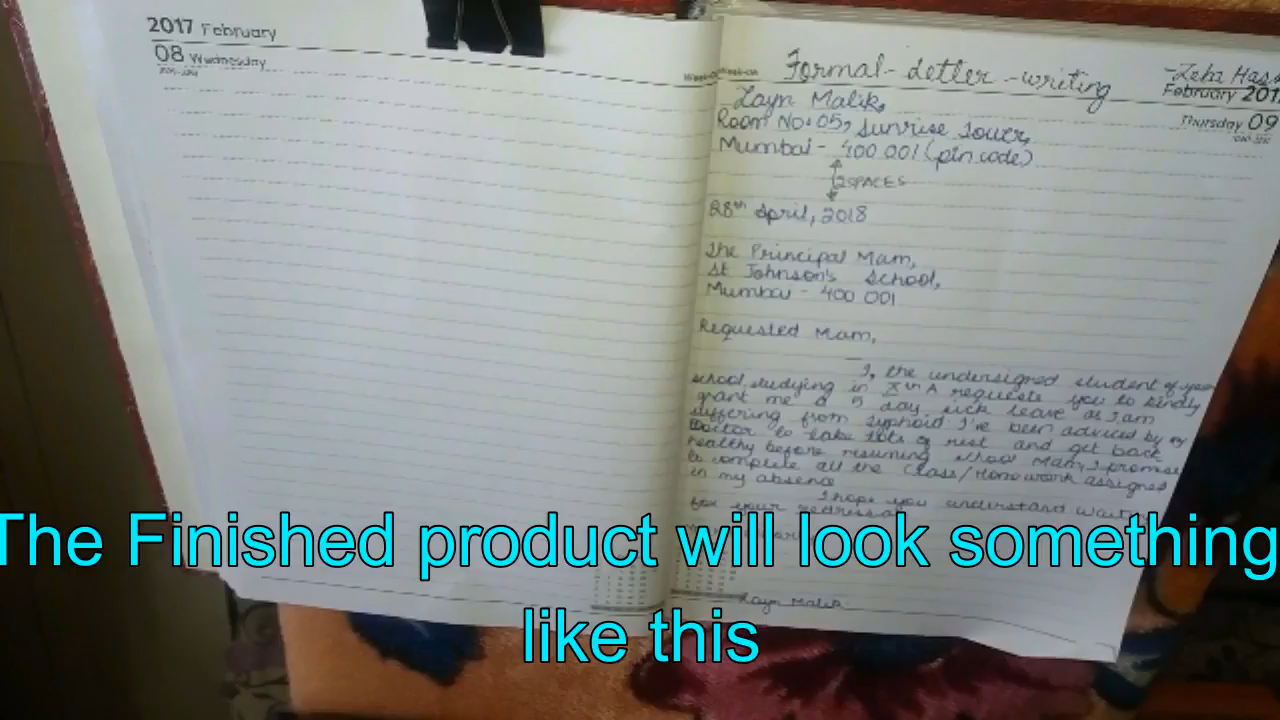 2017 February
08 Wednesday
Formal-Letter-writing
February 201
Thursday 09
Zayn Malik,
Room No: 05, Sunrise Tower,
Mumbai - 400 001 (pin code)
2 SPACES
28th April, 2018
The Principal Mam,
St Johnson's School,
Mumbai - 400 001
Requested Mam,
I, the undersigned student of your
school, studying in Xth A requests you to kindly
grant me a 5 day sick leave as I am
suffering from typhoid I've been adviced by my
Doctor to take lots of rest and get back
healthy before resuming school Mam, I promise
to complete all the Class/Homework assigned
in my absence
I hope you understand
for your
The Finished product will look something
like this
Zayn Malik